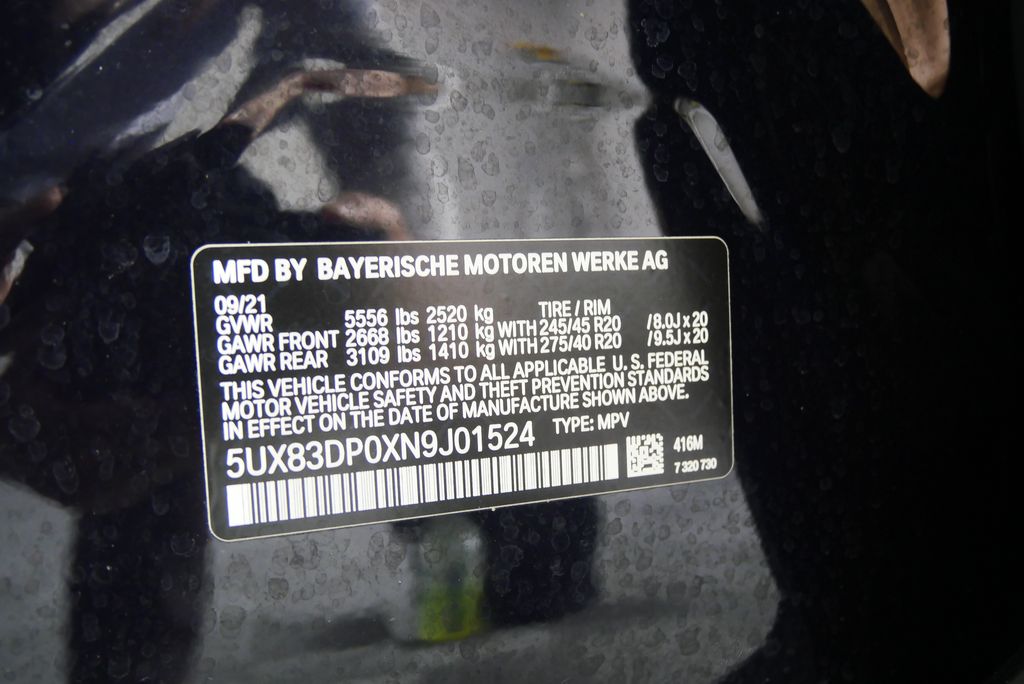 MFD BY BAYERISCHE MOTOREN WERKE AG
09/21 TIRE / RIM
GVWR 5556 lbs 2520 kg
GAWR FRONT 2668 lbs 1210 kg WITH 245/45 R20 /8.0J x 20
GAWR REAR 3109 lbs 1410 kg WITH 275/40 R20 /9.5J x 20
THIS VEHICLE CONFORMS TO ALL APPLICABLE U. S. FEDERAL
MOTOR VEHICLE SAFETY AND THEFT PREVENTION STANDARDS
IN EFFECT ON THE DATE OF MANUFACTURE SHOWN ABOVE.
5UX83DP0XN9J01524 TYPE: MPV
416M
7 320 730